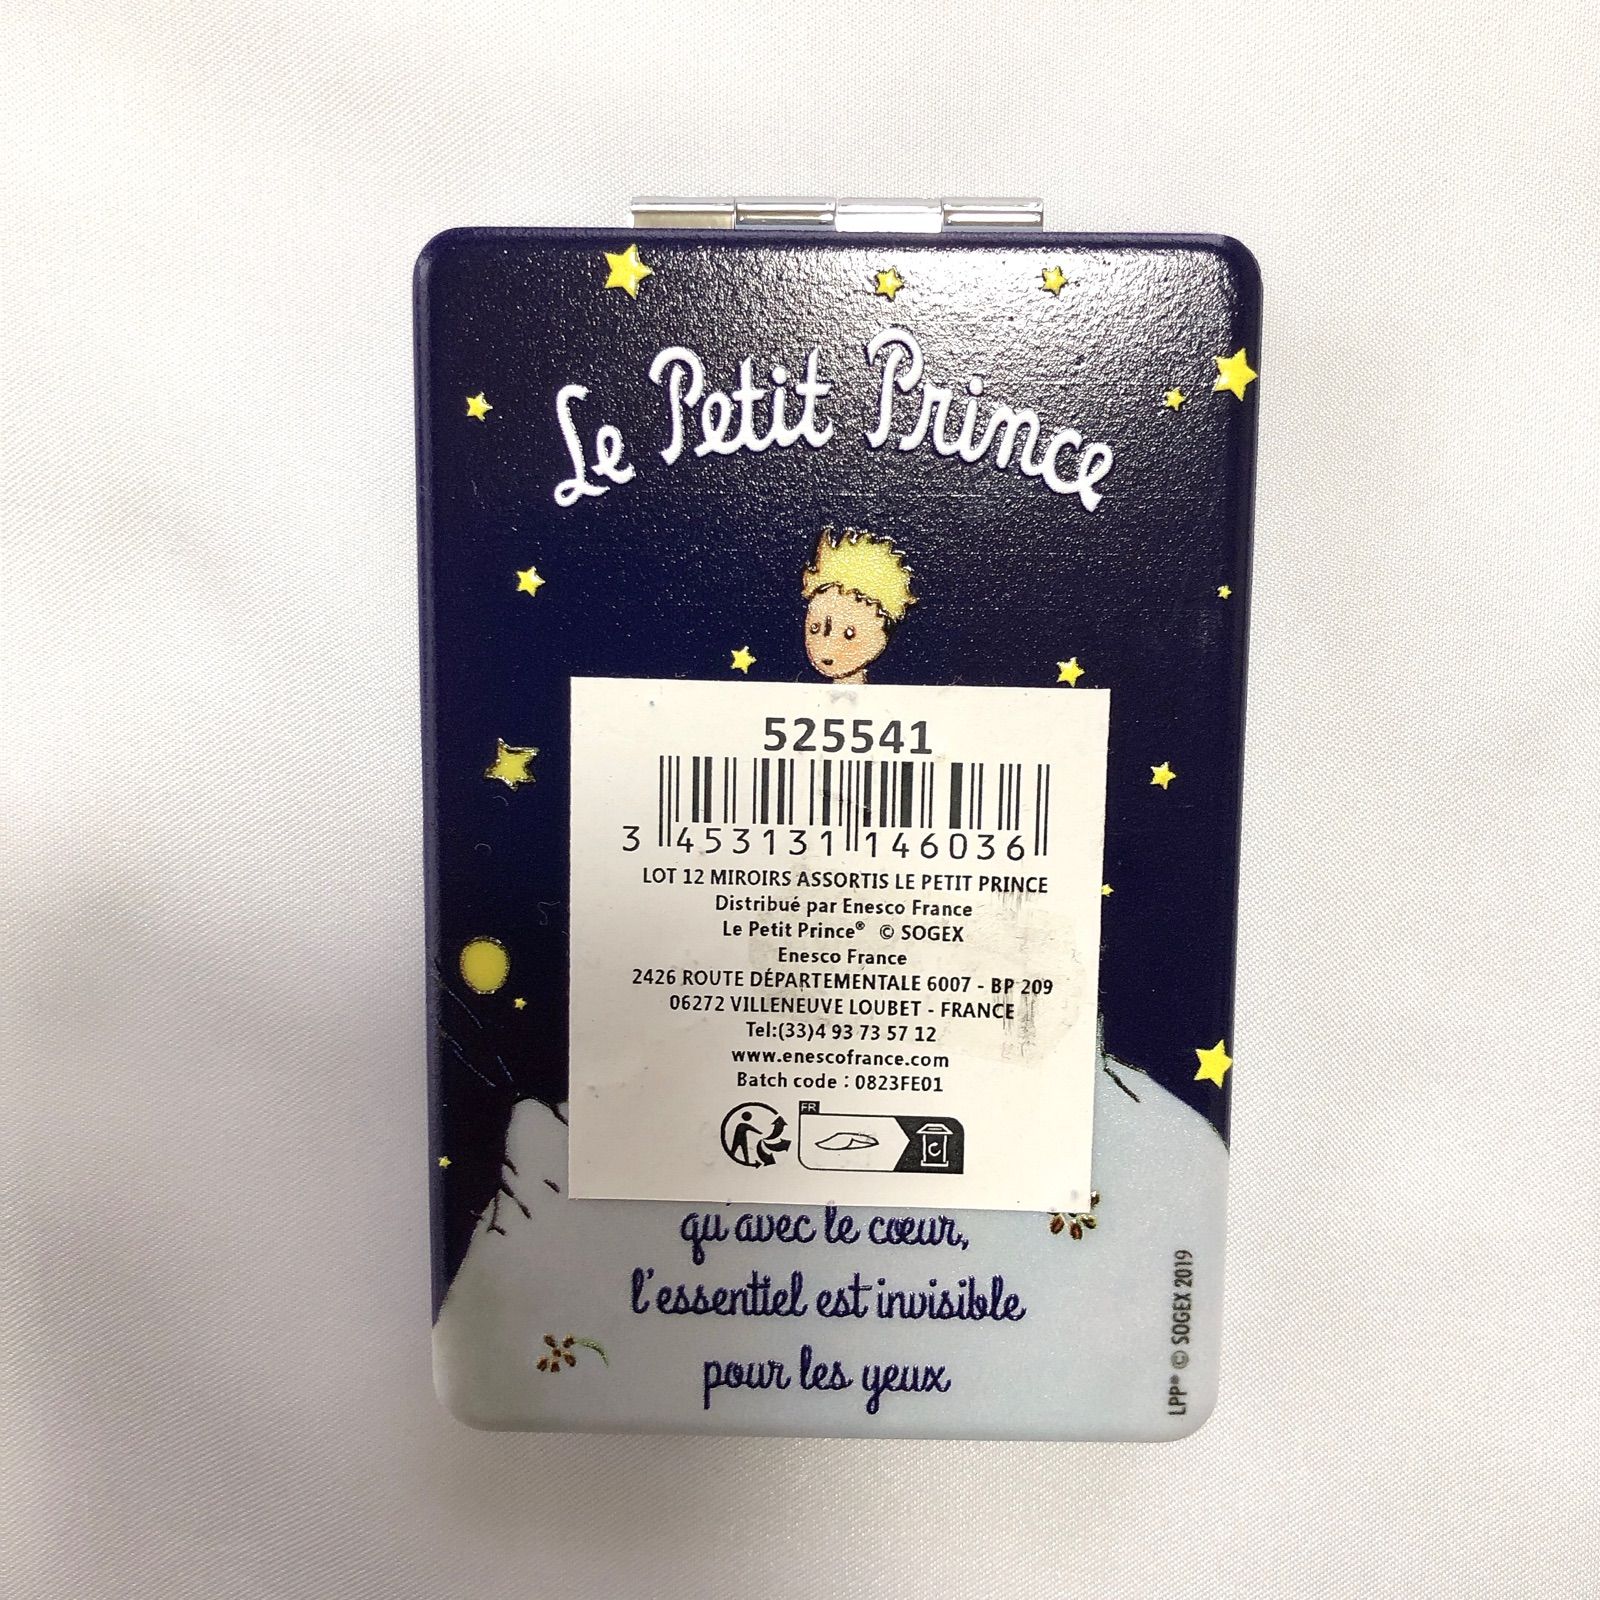 Le Petit Prince
525541
3 453131 146036
LOT 12 MIROIRS ASSORTIS LE PETIT PRINCE
Distribué par Enesco France
Le Petit Prince® © SOGEX
Enesco France
2426 ROUTE DÉPARTEMENTALE 6007 - BP 209
06272 VILLENEUVE LOUBET - FRANCE
Tel:(33)4 93 73 57 12
www.enescofrance.com
Batch code : 0823FE01
FR
C
qu'avec le cœur,
l'essentiel est invisible
pour les yeux
LPP® © SOGEX 2019